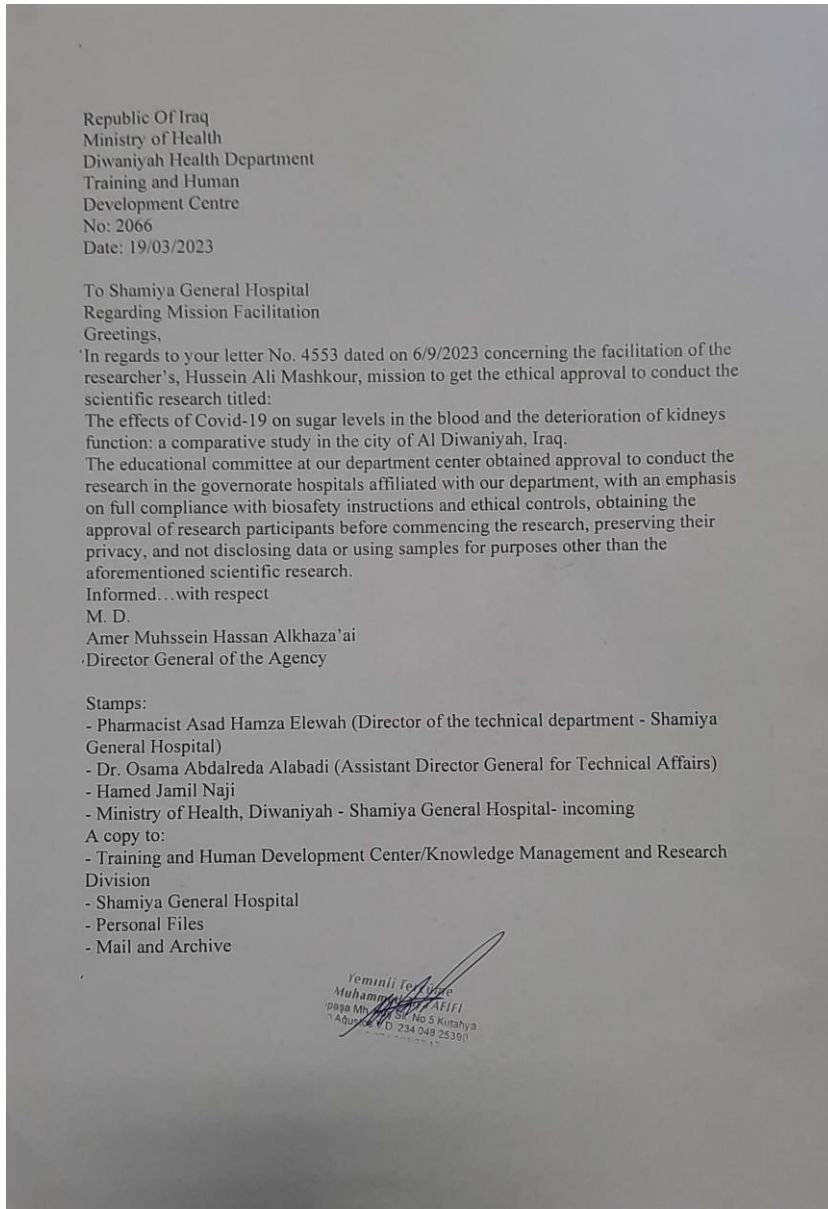 Republic Of Iraq
Ministry of Health
Diwaniyah Health Department
Training and Human
Development Centre
No: 2066
Date: 19/03/2023
To Shamiya General Hospital
Regarding Mission Facilitation
Greetings,
In regards to your letter No. 4553 dated on 6/9/2023 concerning the facilitation of the
researcher's, Hussein Ali Mashkour, mission to get the ethical approval to conduct the
scientific research titled:
The effects of Covid-19 on sugar levels in the blood and the deterioration of kidneys
function: a comparative study in the city of Al Diwaniyah, Iraq.
The educational committee at our department center obtained approval to conduct the
research in the governorate hospitals affiliated with our department, with an emphasis
on full compliance with biosafety instructions and ethical controls, obtaining the
approval of research participants before commencing the research, preserving their
privacy, and not disclosing data or using samples for purposes other than the
aforementioned scientific research.
Informed…with respect
M. D.
Amer Muhssein Hassan Alkhaza'ai
Director General of the Agency
Stamps:
- Pharmacist Asad Hamza Elewah (Director of the technical department - Shamiya
General Hospital)
- Dr. Osama Abdalreda Alabadi (Assistant Director General for Technical Affairs)
- Hamed Jamil Naji
- Ministry of Health, Diwaniyah - Shamiya General Hospital- incoming
A copy to:
- Training and Human Development Center/Knowledge Management and Research
Division
- Shamiya General Hospital
- Personal Files
- Mail and Archive
Yeminli Tercüme
AFIFI
Mh. Sk. No 5 Kütahya
V.D. 234 048 25390